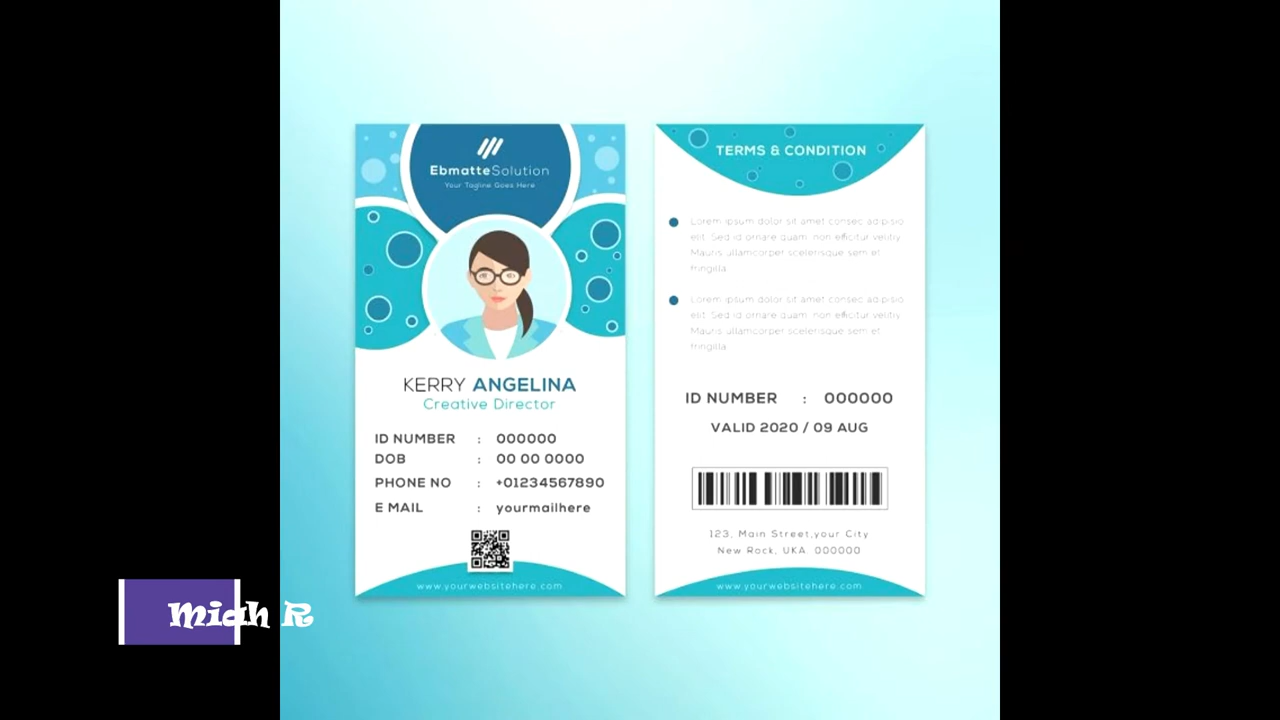 EbmatteSolution
Your Tagline Goes Here
KERRY ANGELINA
Creative Director
ID NUMBER : 000000
DOB : 00 00 0000
PHONE NO : +01234567890
E MAIL : yourmailhere
www.yourwebsitehere.com
TERMS & CONDITION
Lorem ipsum dolor sit amet consec ad pisio
elit. Sed id ornare quam. non efficitur velitiy.
Mauris ullamcorper scelerisque sem et
fringilla
Lorem ipsum dolor sit amet consec ad pisio
elit. Sed id ornare quam. non efficitur velitiy.
Mauris ullamcorper scelerisque sem et
fringilla
ID NUMBER : 000000
VALID 2020 / 09 AUG
123, Main Street,your City
New Rock, UKA. 000000
www.yourwebsitehere.com
Miah R